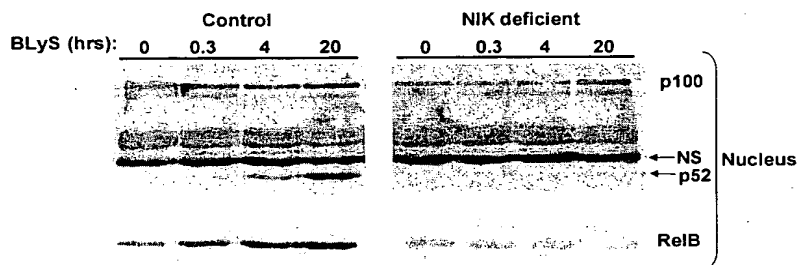 Control NIK deficient
BLyS (hrs): 0 0.3 4 20 0 0.3 4 20
p100
NS
Nucleus
p52
RelB